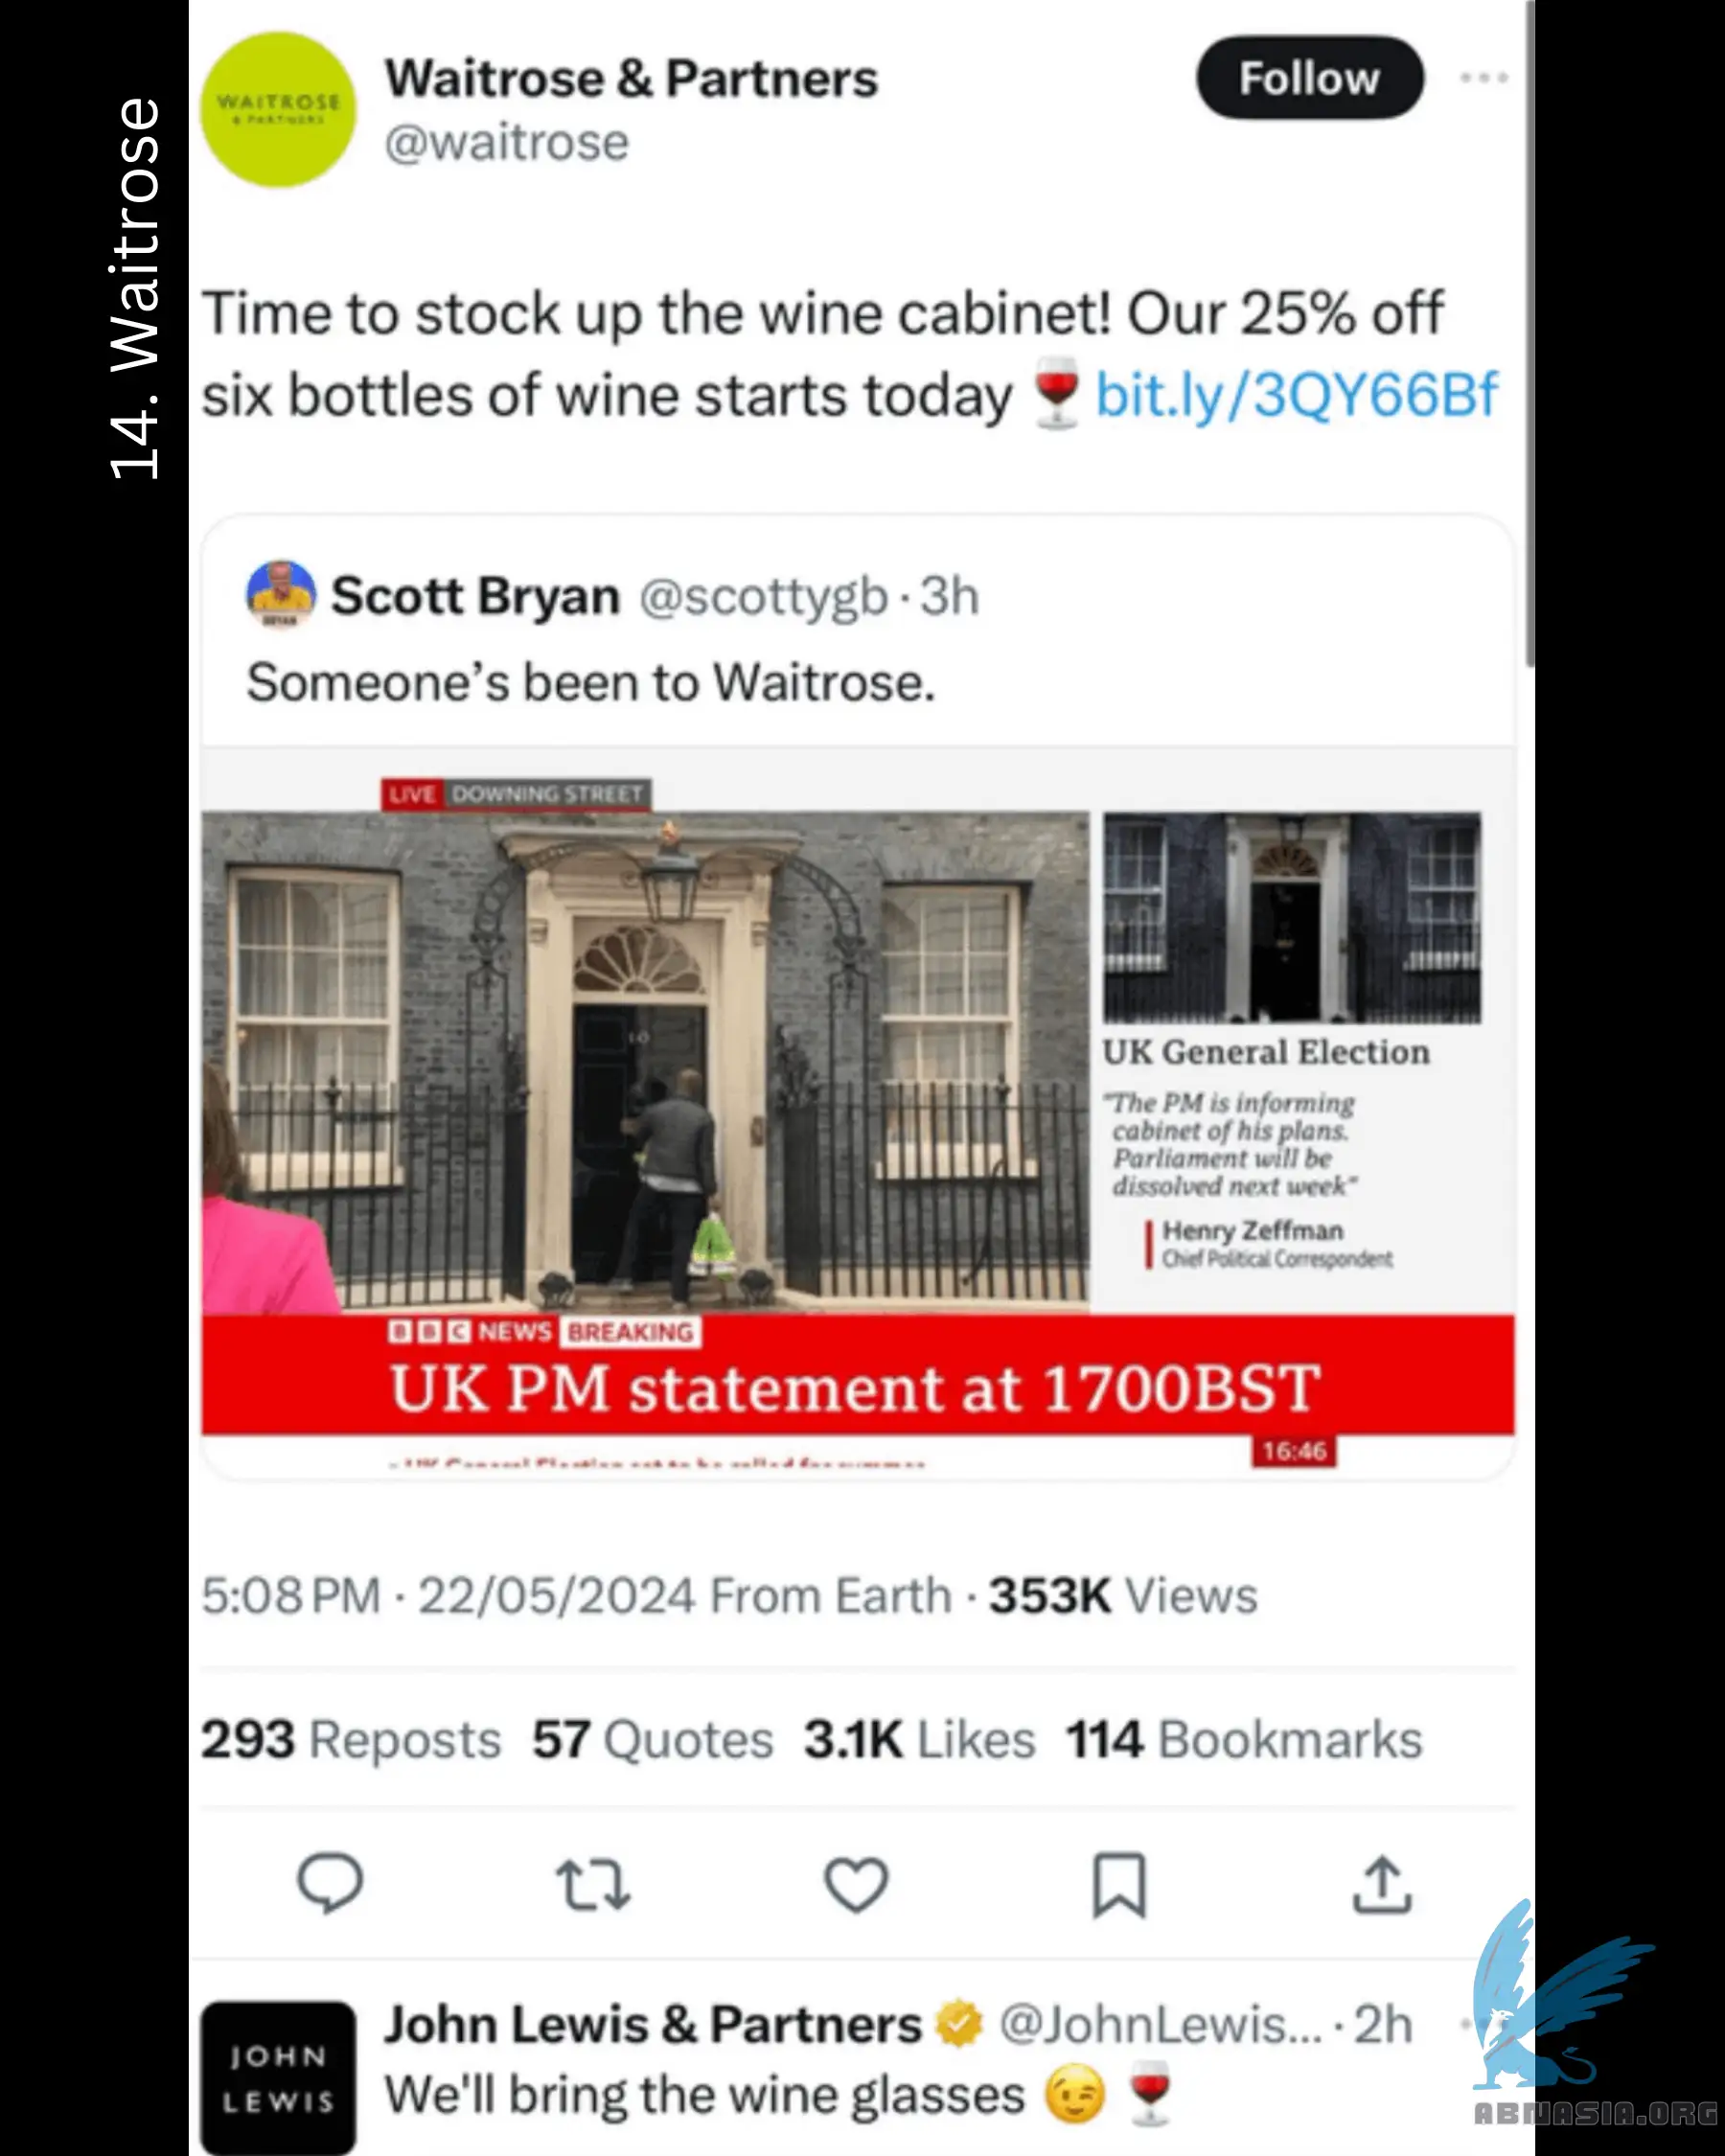 14. Waitrose
WAITROSE
& PARTNERS
Waitrose & Partners
@waitrose
Follow
Time to stock up the wine cabinet! Our 25% off
six bottles of wine starts today 🍷 bit.ly/3QY66Bf
Scott Bryan @scottygb · 3h
BRYAN
Someone's been to Waitrose.
LIVE DOWNING STREET
10
UK General Election
"The PM is informing
cabinet of his plans.
Parliament will be
dissolved next week"
Henry Zeffman
Chief Political Correspondent
BBC NEWS BREAKING
UK PM statement at 1700BST
16:46
5:08 PM · 22/05/2024 From Earth · 353K Views
293 Reposts 57 Quotes 3.1K Likes 114 Bookmarks
JOHN
LEWIS
John Lewis & Partners @JohnLewis... · 2h
We'll bring the wine glasses 😉 🍷
ABNASIA.ORG